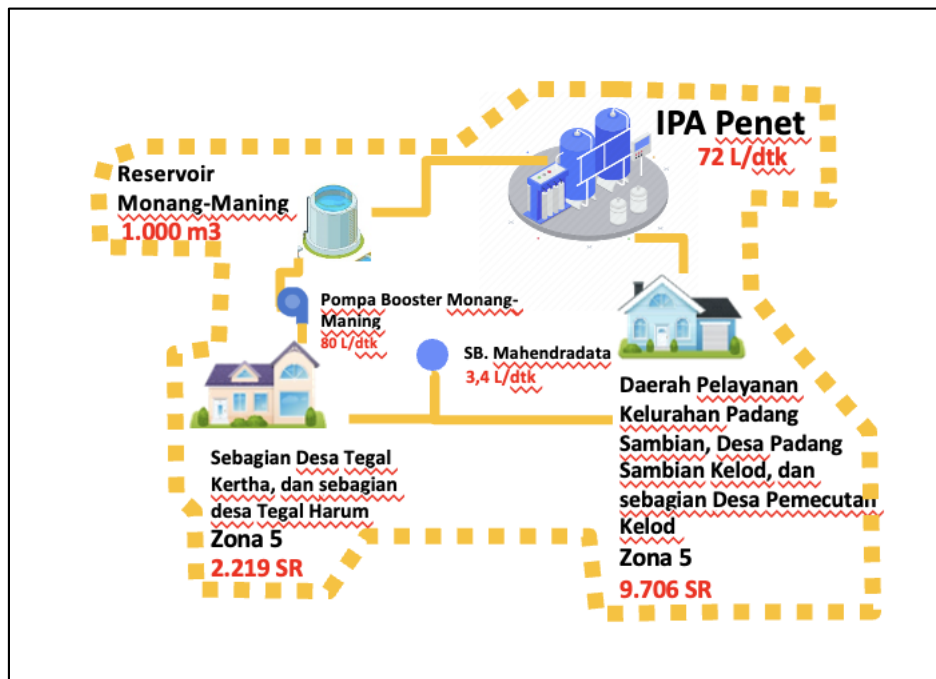 IPA Penet
72 L/dtk
Reservoir
Monang-Maning
1.000 m3
Pompa Booster Monang-
Maning
80 L/dtk
SB. Mahendradata
3,4 L/dtk
Daerah Pelayanan
Kelurahan Padang
Sambian, Desa Padang
Sambian Kelod, dan
sebagian Desa Pemecutan
Kelod
Zona 5
9.706 SR
Sebagian Desa Tegal
Kertha, dan sebagian
desa Tegal Harum
Zona 5
2.219 SR